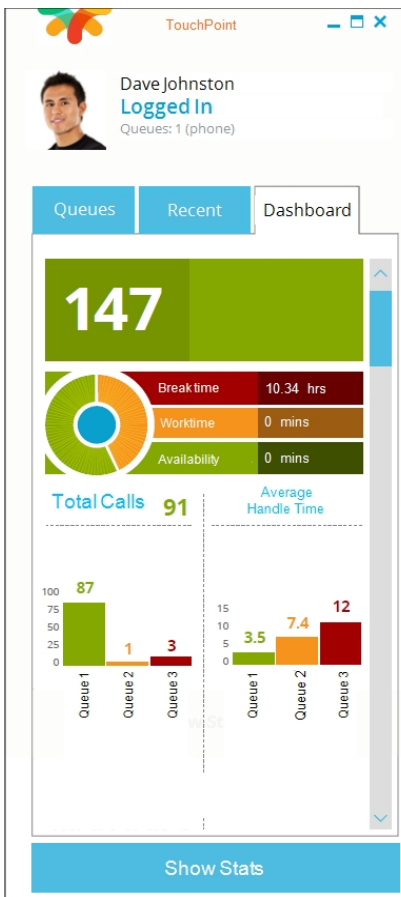 TouchPoint
Dave Johnston
Logged In
Queues: 1 (phone)
Queues Recent Dashboard
147
Breaktime 10.34 hrs
Worktime 0 mins
Availability 0 mins
Total Calls 91
Average
Handle Time
100
75
50
25
0
87
1
3
Queue 1
Queue 2
Queue 3
15
10
5
0
3.5
7.4
12
Queue 1
Queue 2
Queue 3
Show Stats